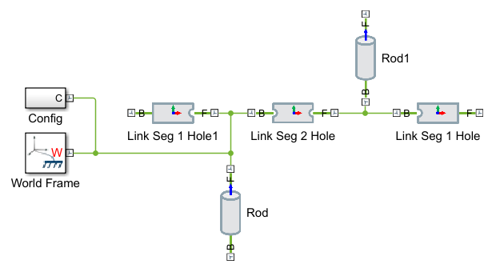 F
Rod1
B
C
Config
B
F
B
F
B
F
Link Seg 1 Hole1
Link Seg 2 Hole
Link Seg 1 Hole
W
World Frame
F
Rod
B